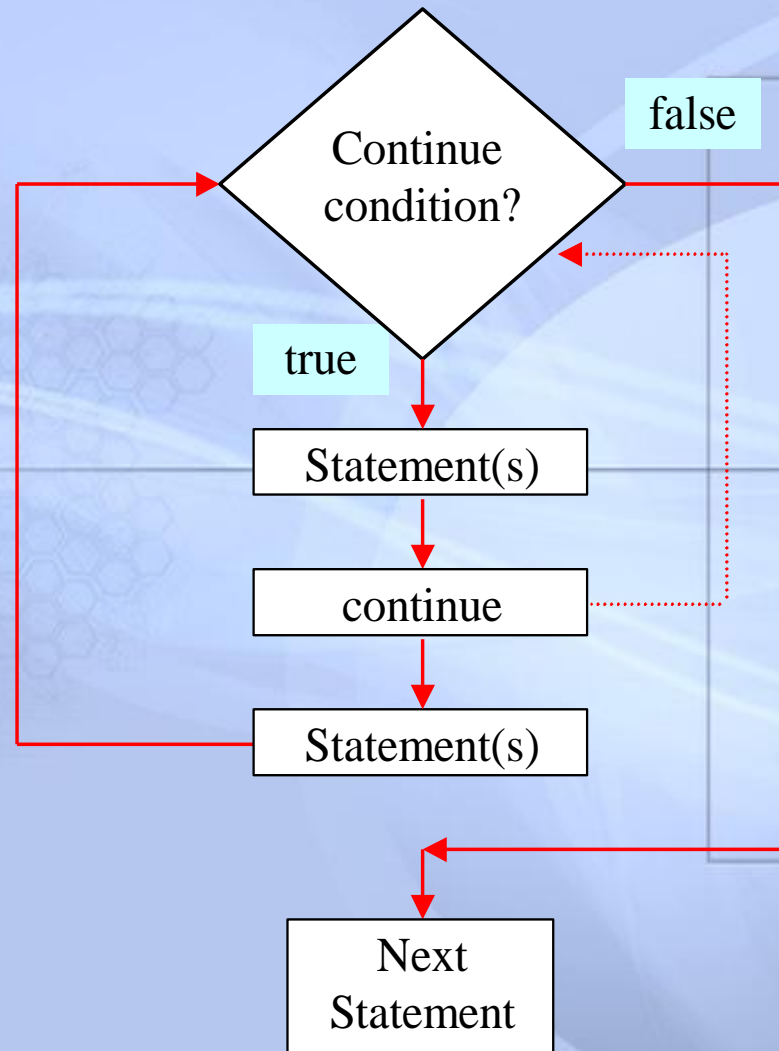 Continue
condition?
false
true
Statement(s)
continue
Statement(s)
Next
Statement